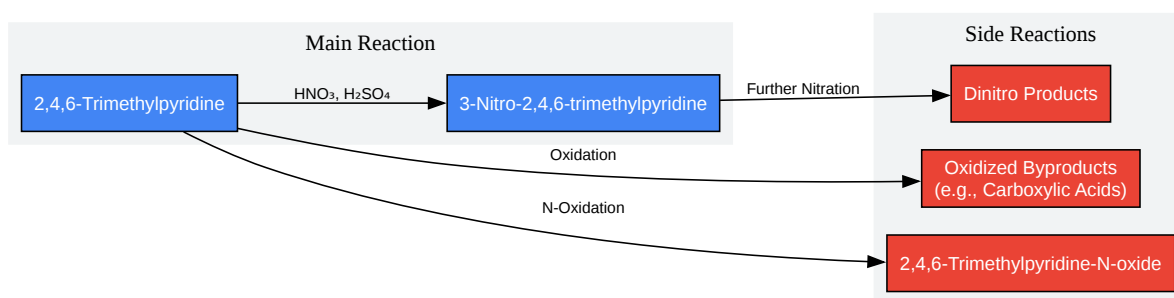 Main Reaction
Side Reactions
2,4,6-Trimethylpyridine
HNO₃, H₂SO₄
3-Nitro-2,4,6-trimethylpyridine
Further Nitration
Dinitro Products
Oxidation
Oxidized Byproducts
(e.g., Carboxylic Acids)
N-Oxidation
2,4,6-Trimethylpyridine-N-oxide